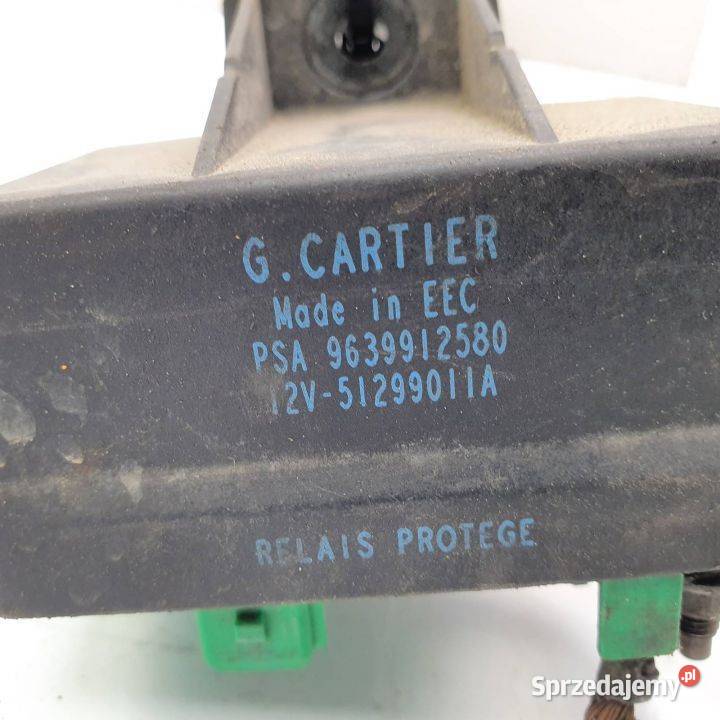 G.CARTIER
Made in EEC
PSA 9639912580
12V-51299011A
RELAIS PROTEGE
Sprzedajemy.pl